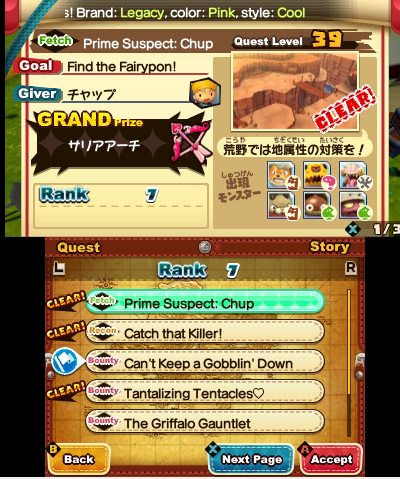 s! Brand: Legacy, color: Pink, style: Cool
Fetch Prime Suspect: Chup Quest Level 39
Goal Find the Fairypon!
Giver チャップ
GRAND Prize
サリアアーチ
CLEAR!
こうや ちぞくせい たいさく
荒野では地属性の対策を！
しゅつげん
出現
モンスター
Rank 7
X 1/3
Quest Story
L Rank 7 R
CLEAR! Fetch Prime Suspect: Chup
CLEAR! Recon Catch that Killer!
Bounty Can't Keep a Gobblin' Down
CLEAR! Bounty Tantalizing Tentacles♡
Bounty The Griffalo Gauntlet
B Back X Next Page A Accept